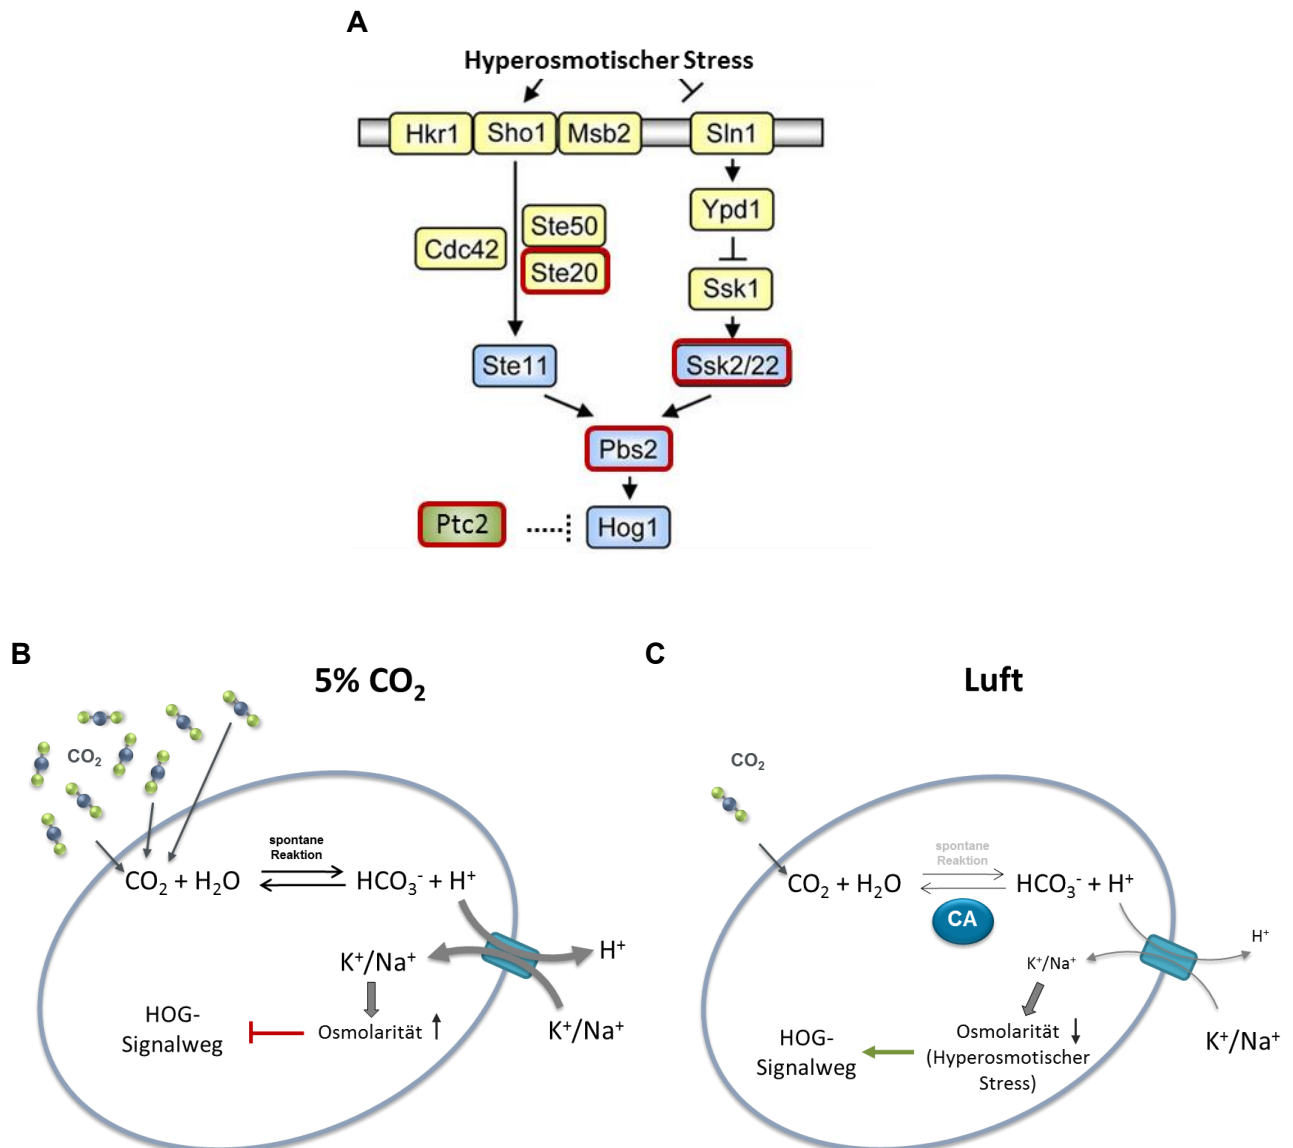 A
Hyperosmotischer Stress
Hkr1 Sho1 Msb2 Sln1
Ypd1
Ste50
Cdc42
Ste20
Ssk1
Ste11 Ssk2/22
Pbs2
Ptc2 Hog1
B
5% CO₂
CO₂
spontane
Reaktion
CO₂ + H₂O HCO₃⁻ + H⁺
K⁺/Na⁺ H⁺
HOG-
Signalweg
Osmolarität
K⁺/Na⁺
C
Luft
CO₂
spontane
Reaktion
CO₂ + H₂O HCO₃⁻ + H⁺
CA
K⁺/Na⁺ H⁺
HOG-
Signalweg
Osmolarität
(Hyperosmotischer
Stress)
K⁺/Na⁺